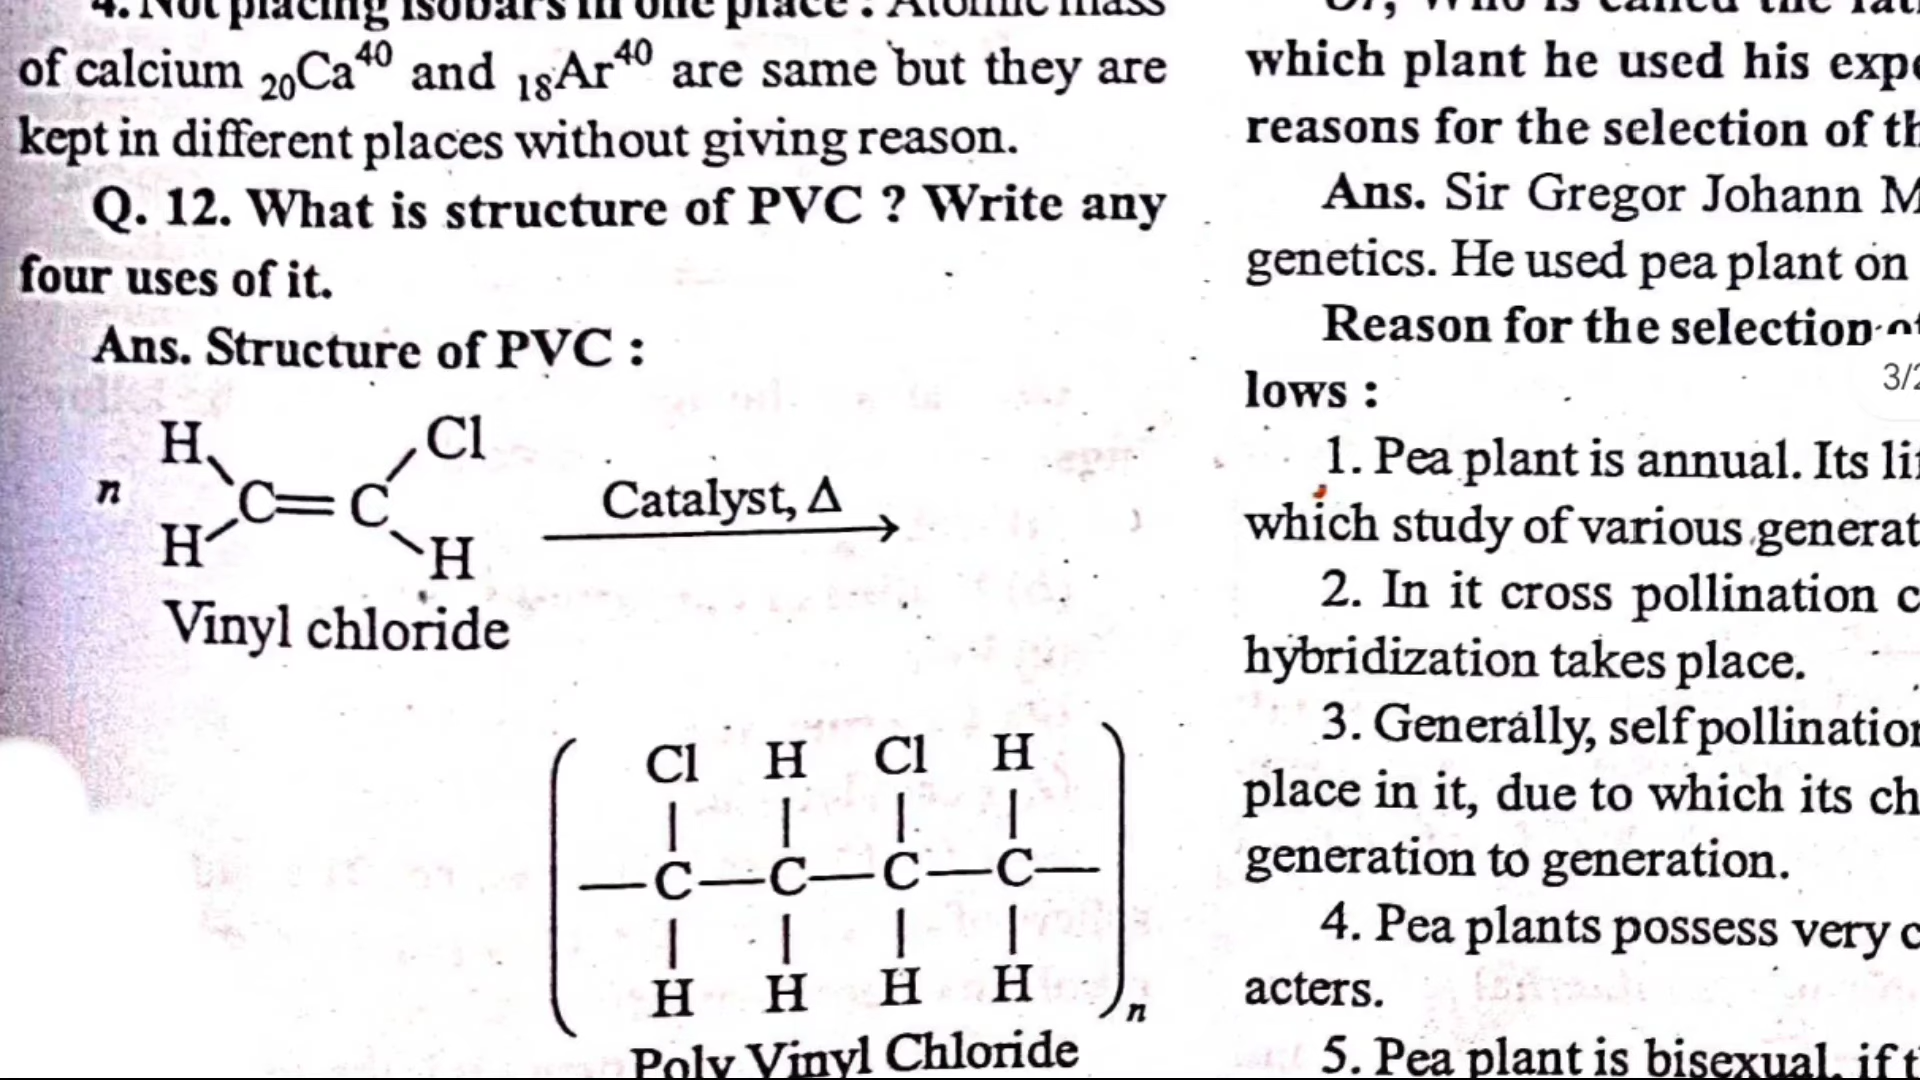 4. Not placing isobars in one place : Atomic mass
of calcium ₂₀Ca⁴⁰ and ₁₈Ar⁴⁰ are same but they are
kept in different places without giving reason.
Q. 12. What is structure of PVC ? Write any
four uses of it.
Ans. Structure of PVC :
H Cl
n C=C
H H
Catalyst, Δ
Vinyl chloride
Cl H Cl H
—C—C—C—C—
H H H H
n
Poly Vinyl Chloride
Or, Who is called the
which plant he used his
reasons for the selection of
Ans. Sir Gregor Johann
genetics. He used pea plant on
Reason for the selection
lows :
3/2
1. Pea plant is annual. Its
which study of various
2. In it cross pollination
hybridization takes place.
3. Generally, self pollination
place in it, due to which its
generation to generation.
4. Pea plants possess very
acters.
5. Pea plant is bisexual, if